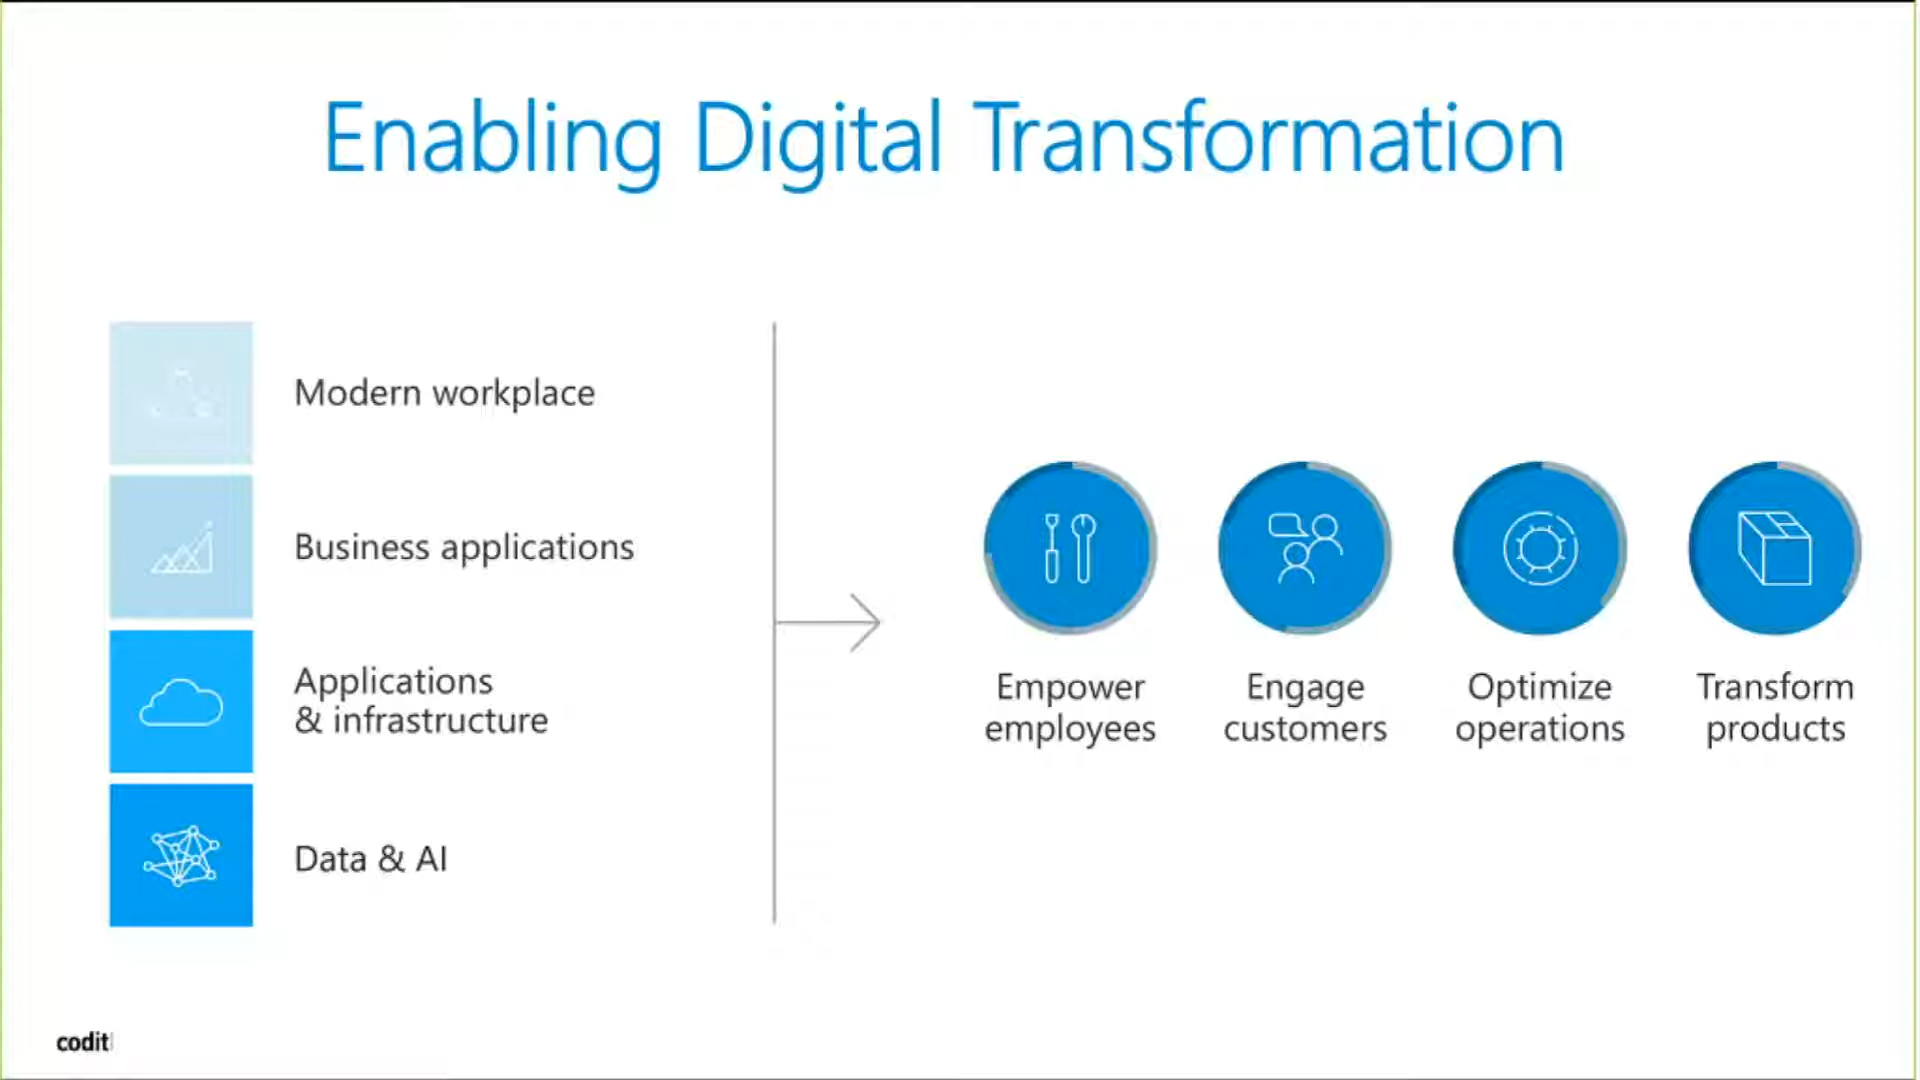 Enabling Digital Transformation
Modern workplace
Business applications
Applications
& infrastructure
Data & AI
Empower
employees
Engage
customers
Optimize
operations
Transform
products
codit